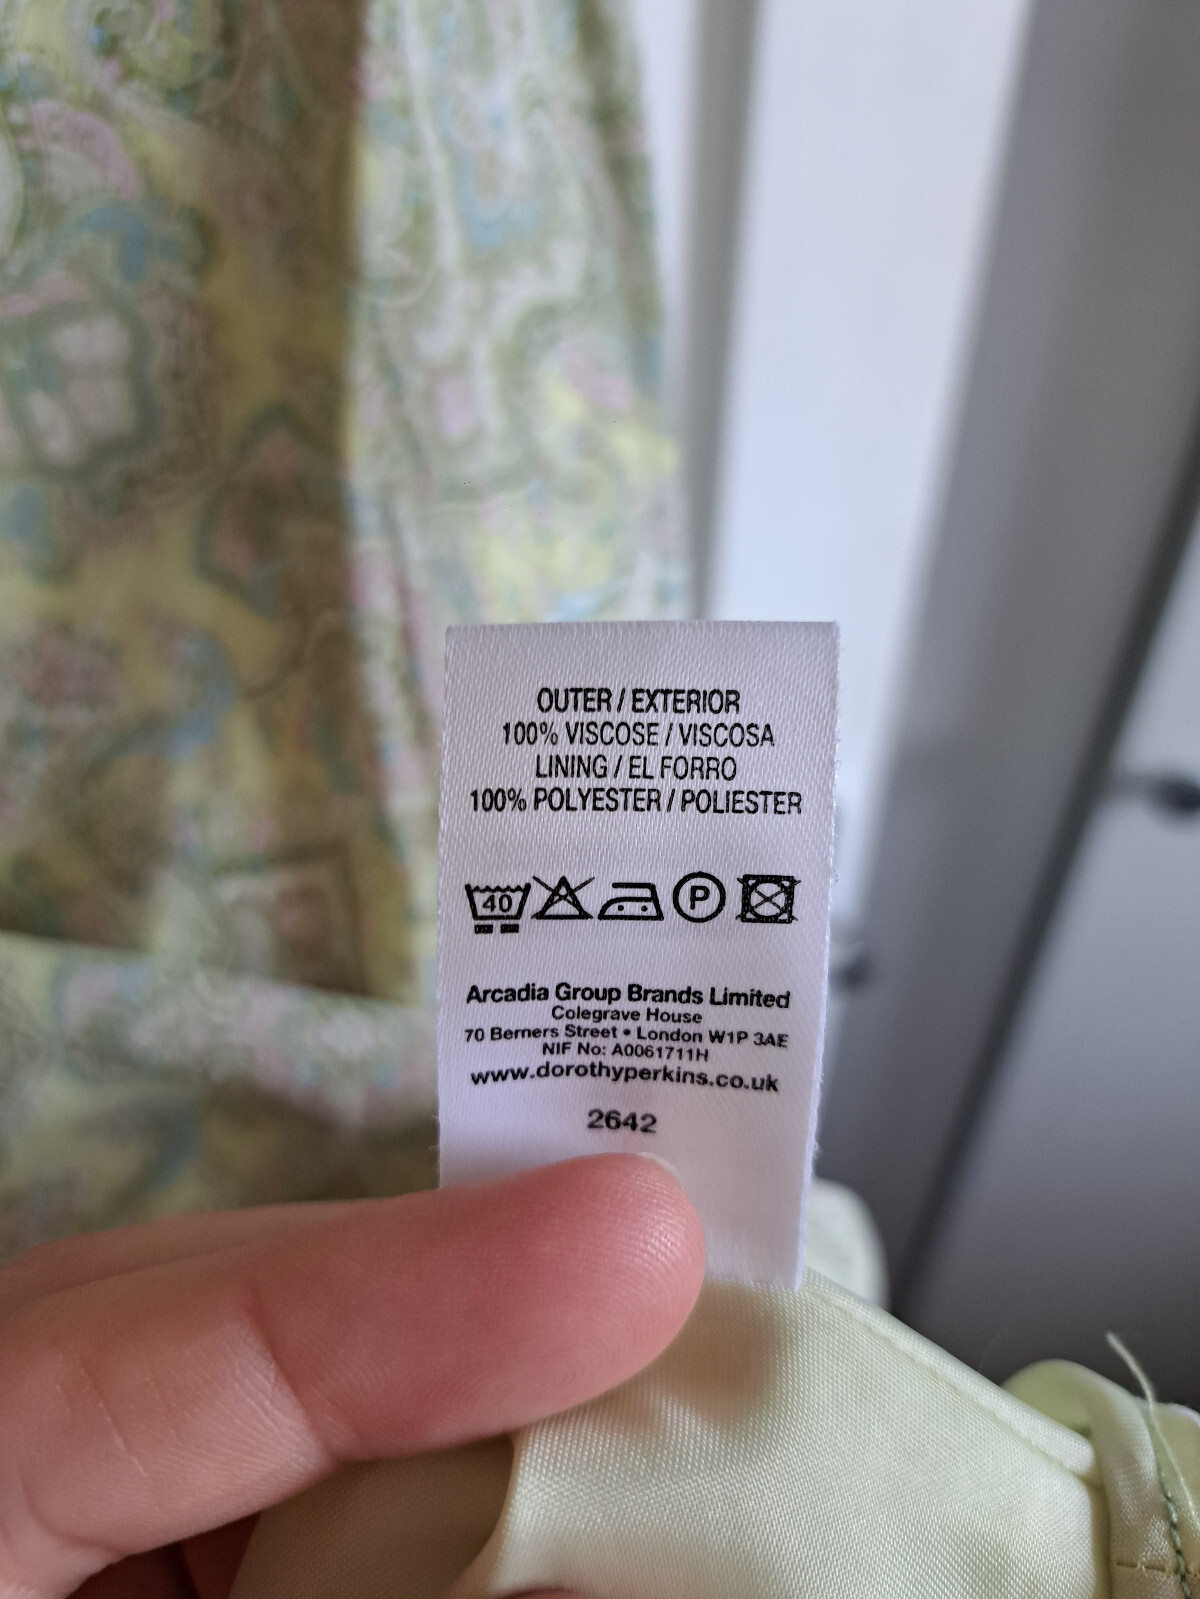 OUTER / EXTERIOR
100% VISCOSE / VISCOSA
LINING / EL FORRO
100% POLYESTER / POLIESTER
40 P
Arcadia Group Brands Limited
Colegrave House
70 Berners Street • London W1P 3AE
NIF No: A0061711H
www.dorothyperkins.co.uk
2642